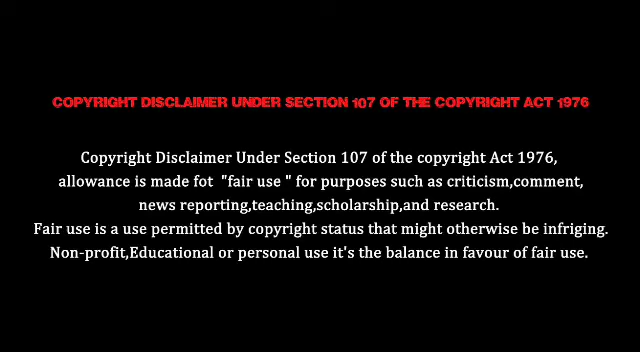 COPYRIGHT DISCLAIMER UNDER SECTION 107 OF THE COPYRIGHT ACT 1976
Copyright Disclaimer Under Section 107 of the copyright Act 1976,
allowance is made fot  "fair use " for purposes such as criticism,comment,
news reporting,teaching,scholarship,and research.
Fair use is a use permitted by copyright status that might otherwise be infriging.
Non-profit,Educational or personal use it's the balance in favour of fair use.